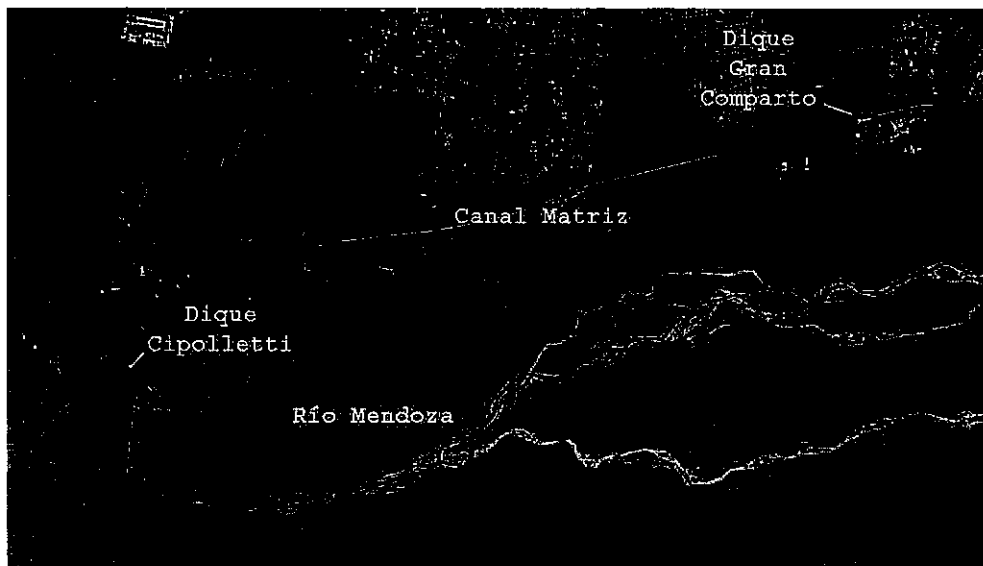 Dique
Gran
Comparto
Canal Matriz
Dique
Cipolletti
Río Mendoza